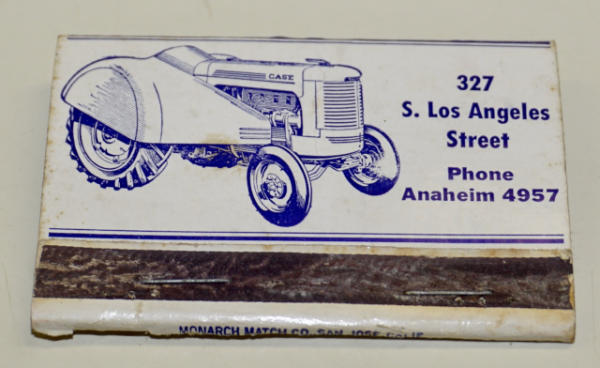 CASE
327
S. Los Angeles
Street
Phone
Anaheim 4957
MONARCH MATCH CO. SAN JOSE CALIF.